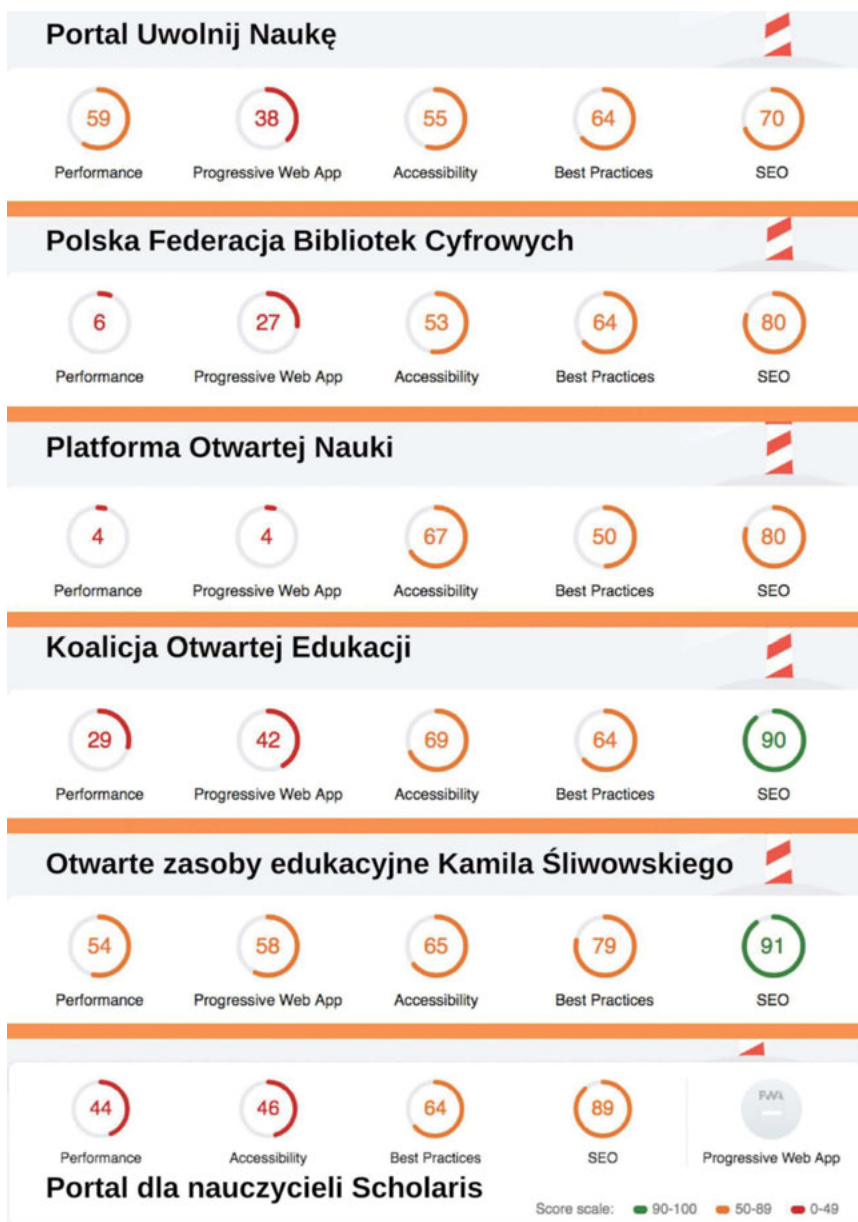 Portal Uwolnij Naukę
59 38 55 64 70
Performance Progressive Web App Accessibility Best Practices SEO
Polska Federacja Bibliotek Cyfrowych
6 27 53 64 80
Performance Progressive Web App Accessibility Best Practices SEO
Platforma Otwartej Nauki
4 4 67 50 80
Performance Progressive Web App Accessibility Best Practices SEO
Koalicja Otwartej Edukacji
29 42 69 64 90
Performance Progressive Web App Accessibility Best Practices SEO
Otwarte zasoby edukacyjne Kamila Śliwowskiego
54 58 65 79 91
Performance Progressive Web App Accessibility Best Practices SEO
44 46 64 89 PWA
Performance Accessibility Best Practices SEO Progressive Web App
Portal dla nauczycieli Scholaris
Score scale: 90-100 50-89 0-49